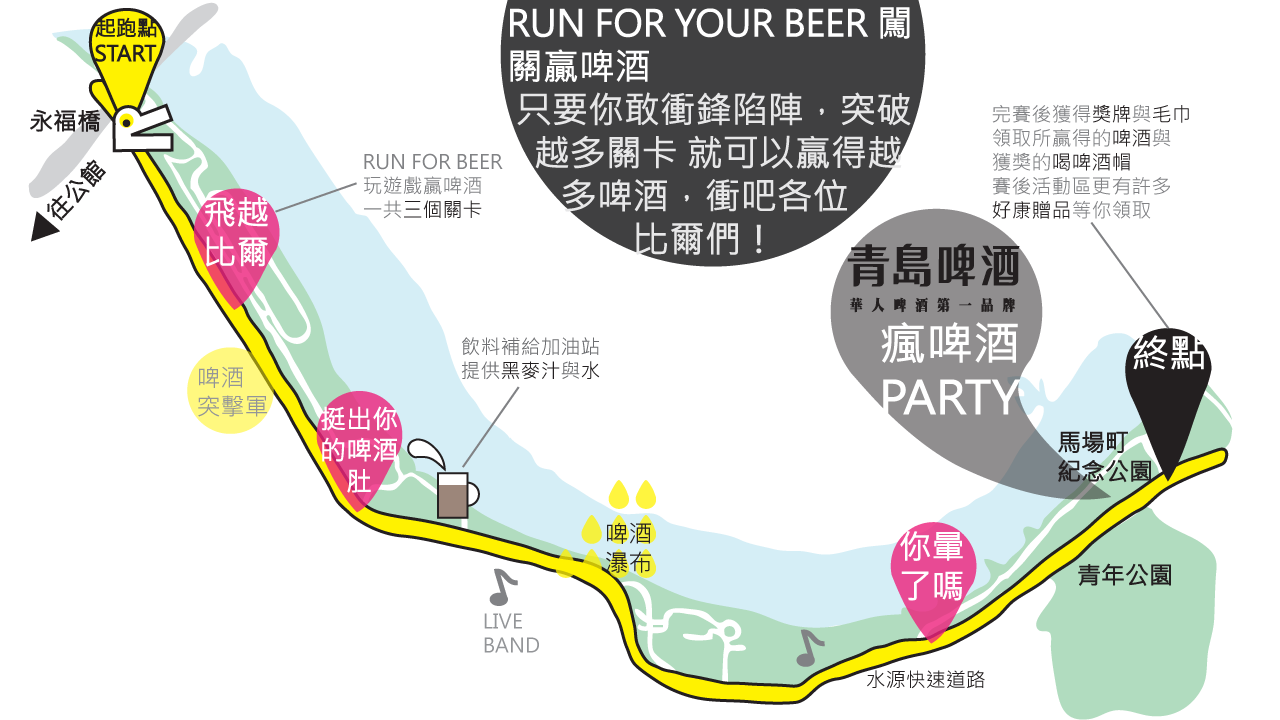 起跑點
START
永福橋
往公館
RUN FOR YOUR BEER 闖
關贏啤酒
只要你敢衝鋒陷陣，突破
越多關卡 就可以贏得越
多啤酒，衝吧各位
比爾們！
RUN FOR BEER
玩遊戲贏啤酒
一共三個關卡
飛越
比爾
完賽後獲得獎牌與毛巾
領取所贏得的啤酒與
獲獎的喝啤酒帽
賽後活動區更有許多
好康贈品等你領取
青島啤酒
華人啤酒第一品牌
瘋啤酒
PARTY
終點
飲料補給加油站
提供黑麥汁與水
啤酒
突擊軍
挺出你
的啤酒
肚
馬場町
紀念公園
啤酒
瀑布
你暈
了嗎
青年公園
LIVE
BAND
水源快速道路